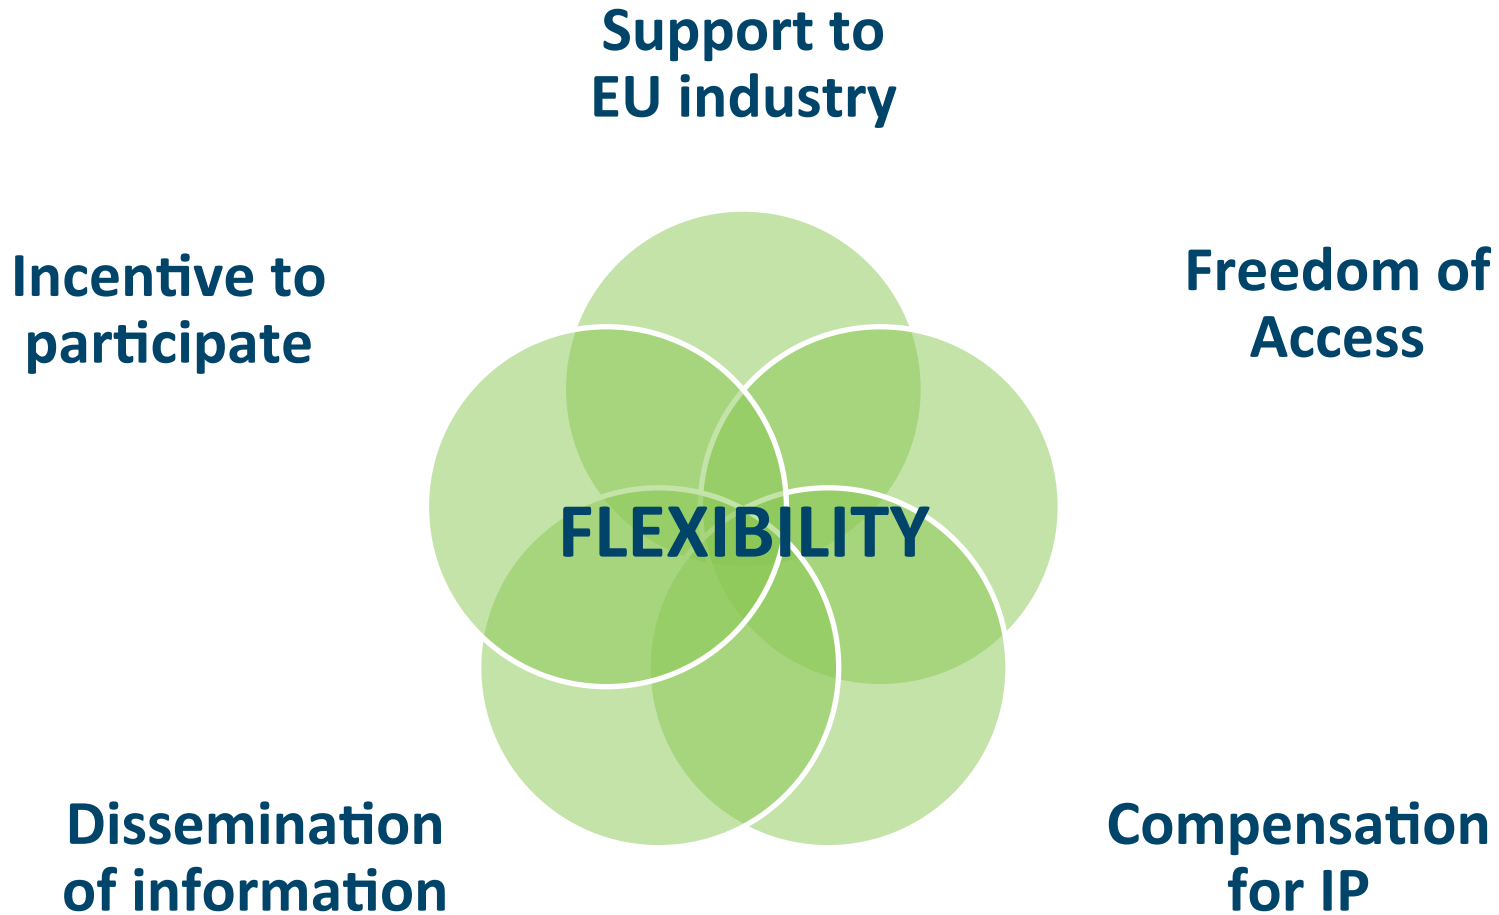 Support to
EU industry
Incentive to
participate
Freedom of
Access
FLEXIBILITY
Dissemination
of information
Compensation
for IP